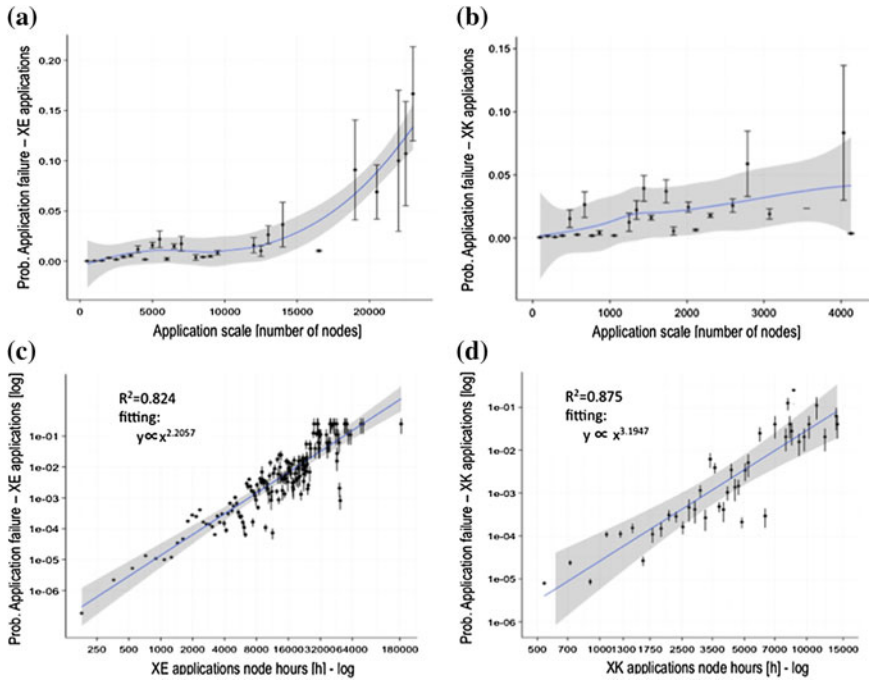 (a)
Prob. Application failure – XE applications
0.20
0.15
0.10
0.05
0.00
0
5000
10000
15000
20000
Application scale [number of nodes]
(b)
Prob. Application failure – XK applications
0.15
0.10
0.05
0.00
0
1000
2000
3000
4000
Application scale [number of nodes]
(c)
Prob. Application failure – XE applications [log]
R²=0.824
fitting:
y∝x^2.2057
1e-01
1e-02
1e-03
1e-04
1e-05
1e-06
250
500
1000
2000
4000
8000
16000
32000
64000
180000
XE applications node hours [h] - log
(d)
Prob. Application failure – XK applications [log]
R²=0.875
fitting:
y ∝ x^3.1947
1e-01
1e-02
1e-03
1e-04
1e-05
1e-06
500
700
1000
1300
1750
2500
3500
5000
7000
10000
15000
XK applications node hours [h] - log